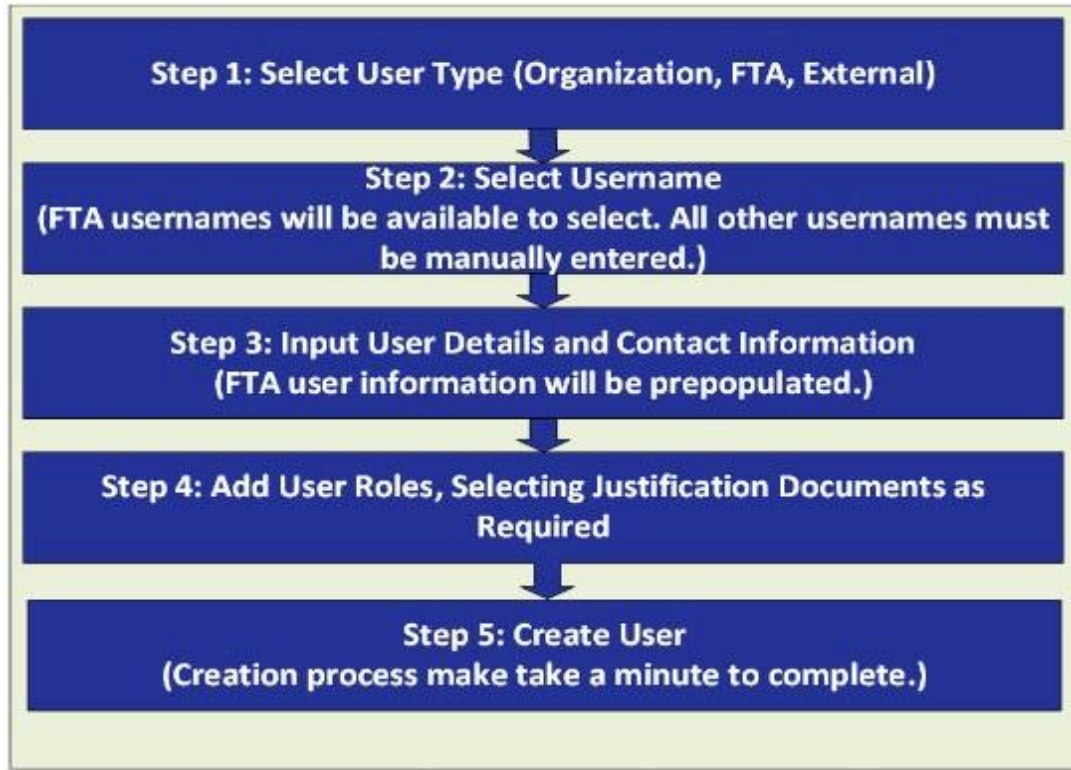 Step 1: Select User Type (Organization, FTA, External)
Step 2: Select Username
(FTA usernames will be available to select. All other usernames must
be manually entered.)
Step 3: Input User Details and Contact Information
(FTA user information will be prepopulated.)
Step 4: Add User Roles, Selecting Justification Documents as
Required
Step 5: Create User
(Creation process make take a minute to complete.)